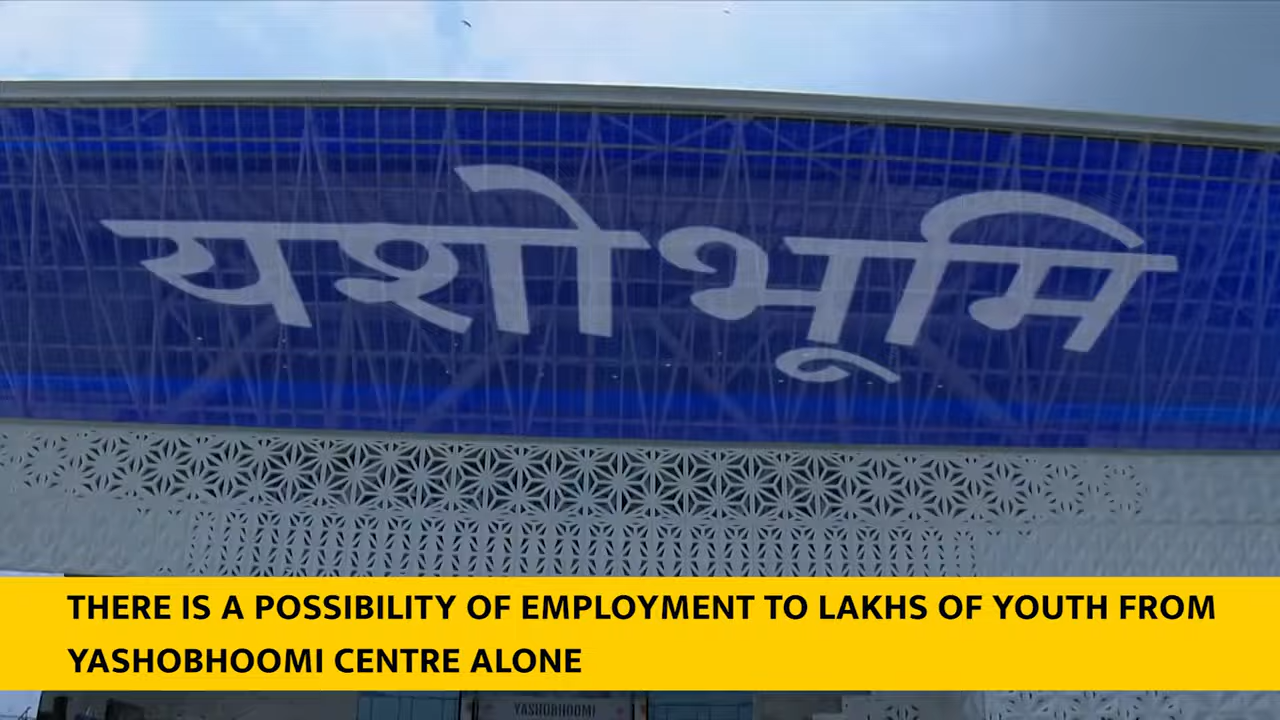 यशोभूमि
THERE IS A POSSIBILITY OF EMPLOYMENT TO LAKHS OF YOUTH FROM
YASHOBHOOMI CENTRE ALONE
YASHOBHOOMI